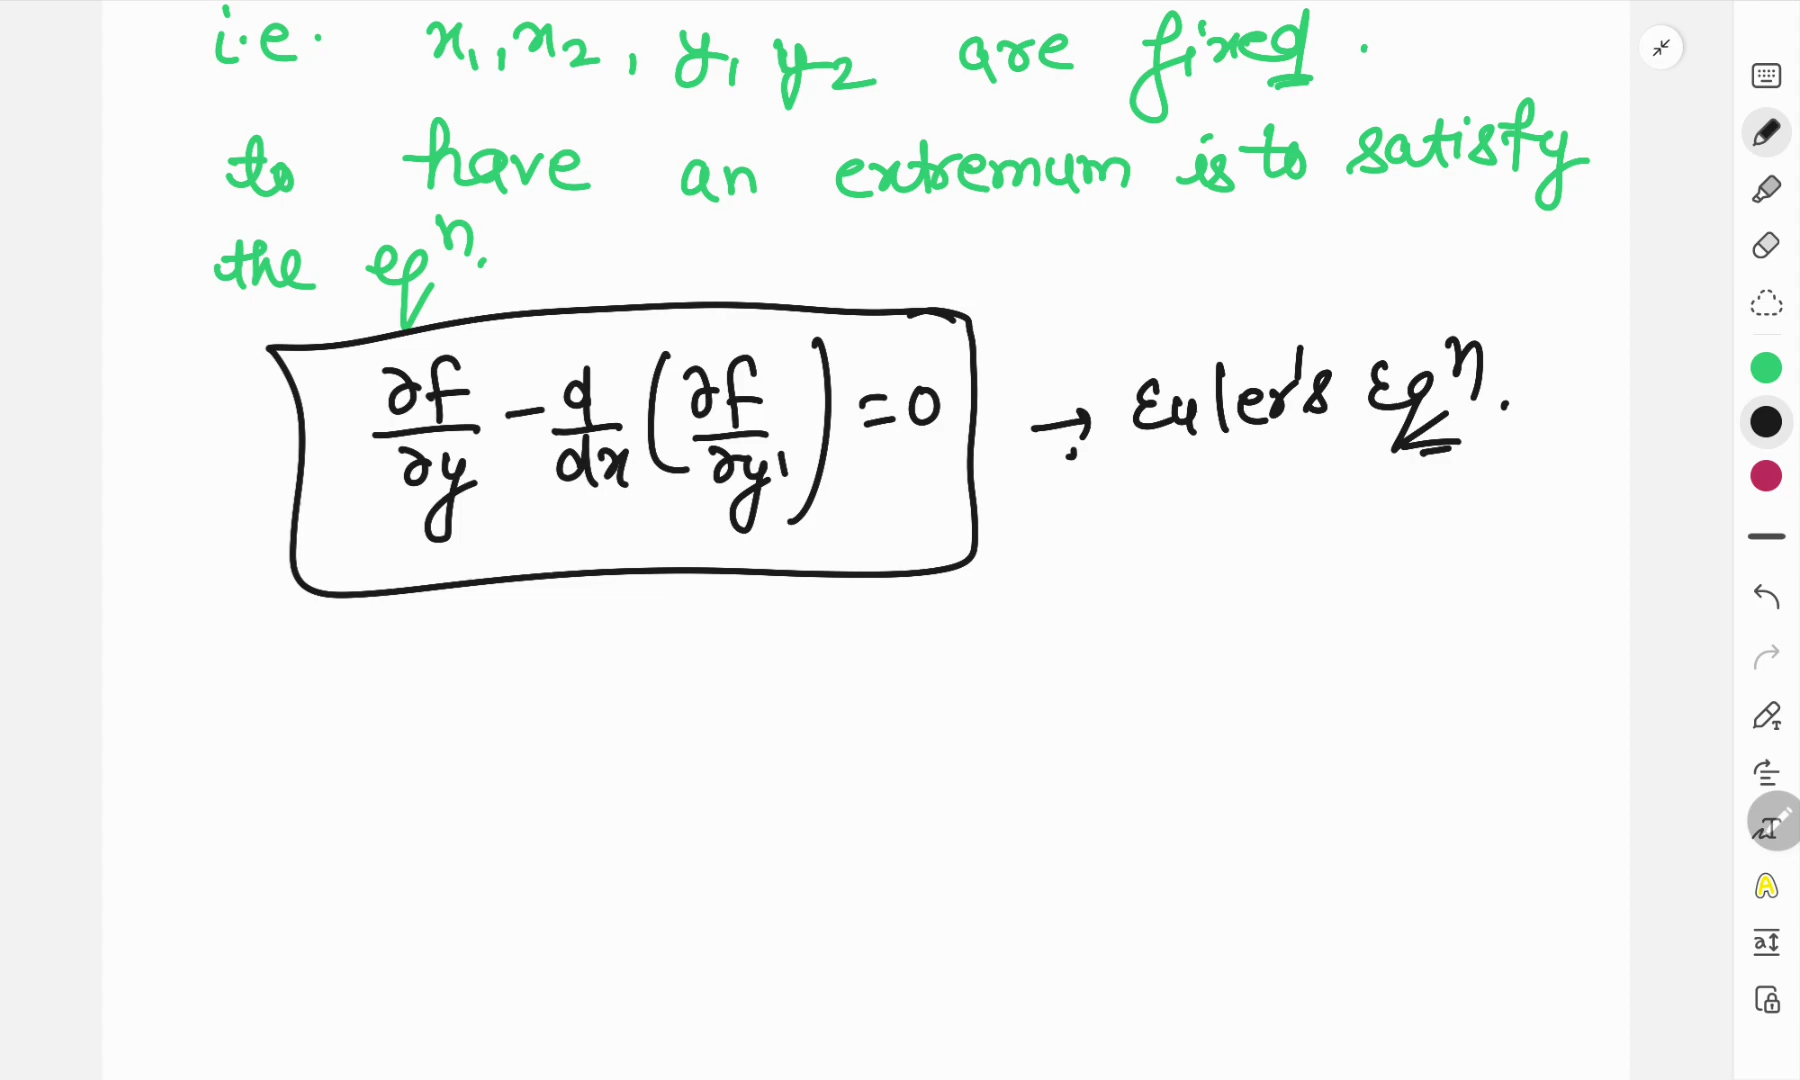 i.e. x₁, x₂, y₁ y₂ are fixed.
to have an extremum is to satisfy
the eqⁿ.
∂f/∂y - d/dx (∂f/∂y') = 0 → Euler's Eqⁿ.